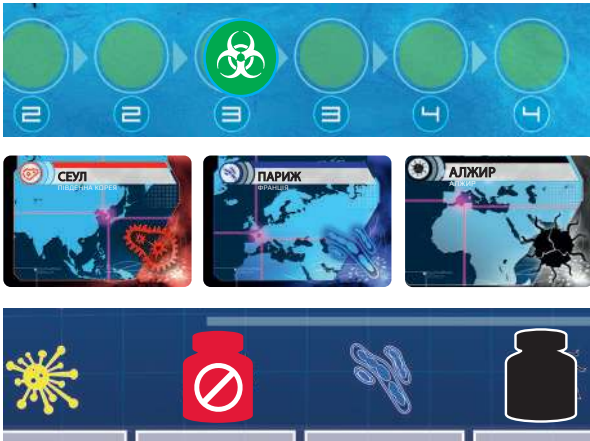 2 2 3 3 4 4
СЕУЛ
ПІВДЕННА КОРЕЯ
ПАРИЖ
ФРАНЦІЯ
АЛЖИР
АЛЖИР